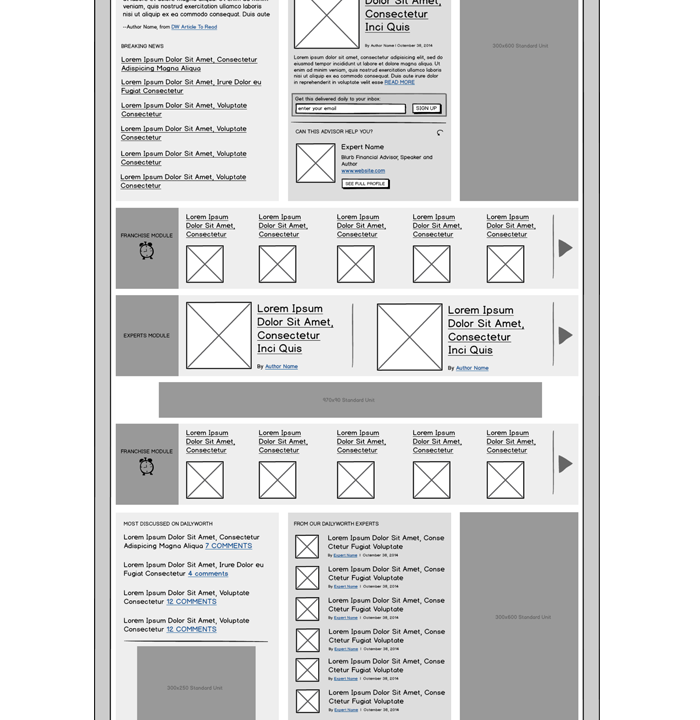 veniam, quis nostrud exercitation ullamco laboris
nisi ut aliquip ex ea commodo consequat. Duis aute
--Author Name, from DW Article To Read
BREAKING NEWS
Lorem Ipsum Dolor Sit Amet, Consectetur
Adispicing Magna Aliqua
Lorem Ipsum Dolor Sit Amet, Irure Dolor eu
Fugiat Consectetur
Lorem Ipsum Dolor Sit Amet, Voluptate
Consectetur
Lorem Ipsum Dolor Sit Amet, Voluptate
Consectetur
Lorem Ipsum Dolor Sit Amet, Voluptate
Consectetur
Lorem Ipsum Dolor Sit Amet, Voluptate
Consectetur
Dolor Sit Amet,
Consectetur
Inci Quis
By Author Name | October 28, 2014
Lorem ipsum dolor sit amet, consectetur adipisicing elit, sed do
eiusmod tempor incididunt ut labore et dolore magna aliqua. Ut
enim ad minim veniam, quis nostrud exercitation ullamco laboris
nisi ut aliquip ex ea commodo consequat. Duis aute irure dolor
in reprehenderit in voluptate velit esse READ MORE
Get this delivered daily to your inbox:
enter your email
SIGN UP
CAN THIS ADVISOR HELP YOU?
Expert Name
Blurb Financial Advisor, Speaker and
Author
www.website.com
SEE FULL PROFILE
300x600 Standard Unit
FRANCHISE MODULE
Lorem Ipsum
Dolor Sit Amet,
Consectetur
Lorem Ipsum
Dolor Sit Amet,
Consectetur
Lorem Ipsum
Dolor Sit Amet,
Consectetur
Lorem Ipsum
Dolor Sit Amet,
Consectetur
Lorem Ipsum
Dolor Sit Amet,
Consectetur
EXPERTS MODULE
Lorem Ipsum
Dolor Sit Amet,
Consectetur
Inci Quis
By Author Name
Lorem Ipsum
Dolor Sit Amet,
Consectetur
Inci Quis
By Author Name
970x90 Standard Unit
FRANCHISE MODULE
Lorem Ipsum
Dolor Sit Amet,
Consectetur
Lorem Ipsum
Dolor Sit Amet,
Consectetur
Lorem Ipsum
Dolor Sit Amet,
Consectetur
Lorem Ipsum
Dolor Sit Amet,
Consectetur
Lorem Ipsum
Dolor Sit Amet,
Consectetur
MOST DISCUSSED ON DAILYWORTH
Lorem Ipsum Dolor Sit Amet, Consectetur
Adipiscing Magna Aliqua 7 COMMENTS
Lorem Ipsum Dolor Sit Amet, Irure Dolor eu
Fugiat Consectetur 4 comments
Lorem Ipsum Dolor Sit Amet, Voluptate
Consectetur 12 COMMENTS
Lorem Ipsum Dolor Sit Amet, Voluptate
Consectetur 12 COMMENTS
300x250 Standard Unit
FROM OUR DAILYWORTH EXPERTS
Lorem Ipsum Dolor Sit Amet, Conse
Ctetur Fugiat Voluptate
By Expert Name | October 28, 2014
Lorem Ipsum Dolor Sit Amet, Conse
Ctetur Fugiat Voluptate
By Expert Name | October 28, 2014
Lorem Ipsum Dolor Sit Amet, Conse
Ctetur Fugiat Voluptate
By Expert Name | October 28, 2014
Lorem Ipsum Dolor Sit Amet, Conse
Ctetur Fugiat Voluptate
By Expert Name | October 28, 2014
Lorem Ipsum Dolor Sit Amet, Conse
Ctetur Fugiat Voluptate
By Expert Name | October 28, 2014
Lorem Ipsum Dolor Sit Amet, Conse
Ctetur Fugiat Voluptate
By Expert Name | October 28, 2014
300x600 Standard Unit